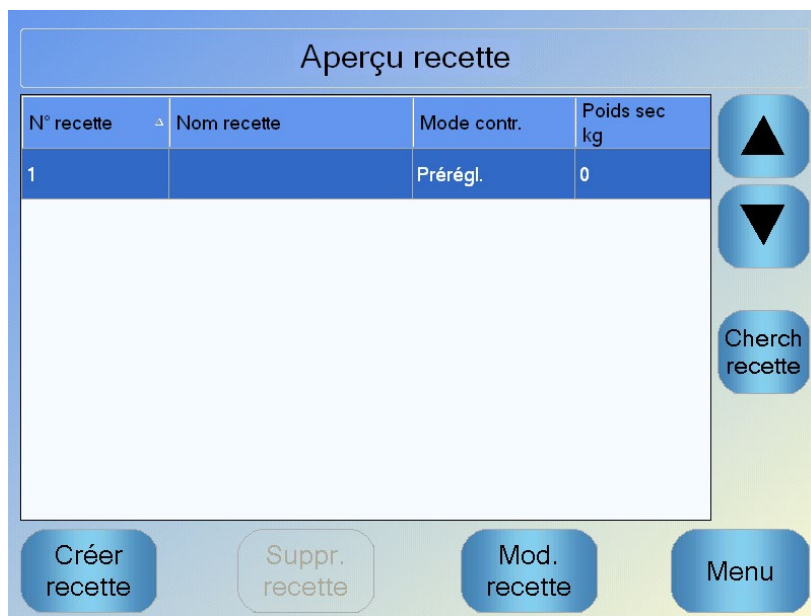 Aperçu recette
N° recette Nom recette Mode contr. Poids sec
kg
1 Prérégl. 0
Cherch
recette
Créer
recette
Suppr.
recette
Mod.
recette
Menu